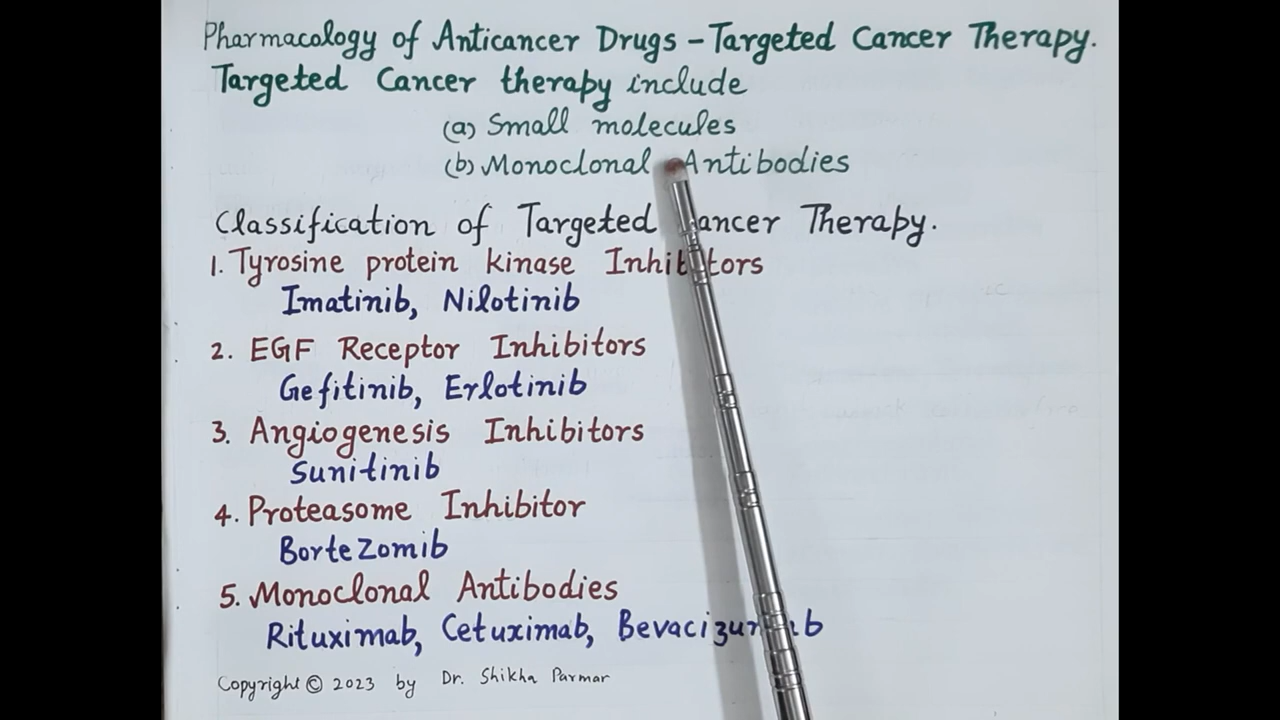 Pharmacology of Anticancer Drugs - Targeted Cancer Therapy.
Targeted Cancer therapy include
(a) Small molecules
(b) Monoclonal Antibodies
Classification of Targeted Cancer Therapy.
1. Tyrosine protein kinase Inhibitors
Imatinib, Nilotinib
2. EGF Receptor Inhibitors
Gefitinib, Erlotinib
3. Angiogenesis Inhibitors
Sunitinib
4. Proteasome Inhibitor
Bortezomib
5. Monoclonal Antibodies
Rituximab, Cetuximab, Bevacizumab
Copyright © 2023 by Dr. Shikha Parmar